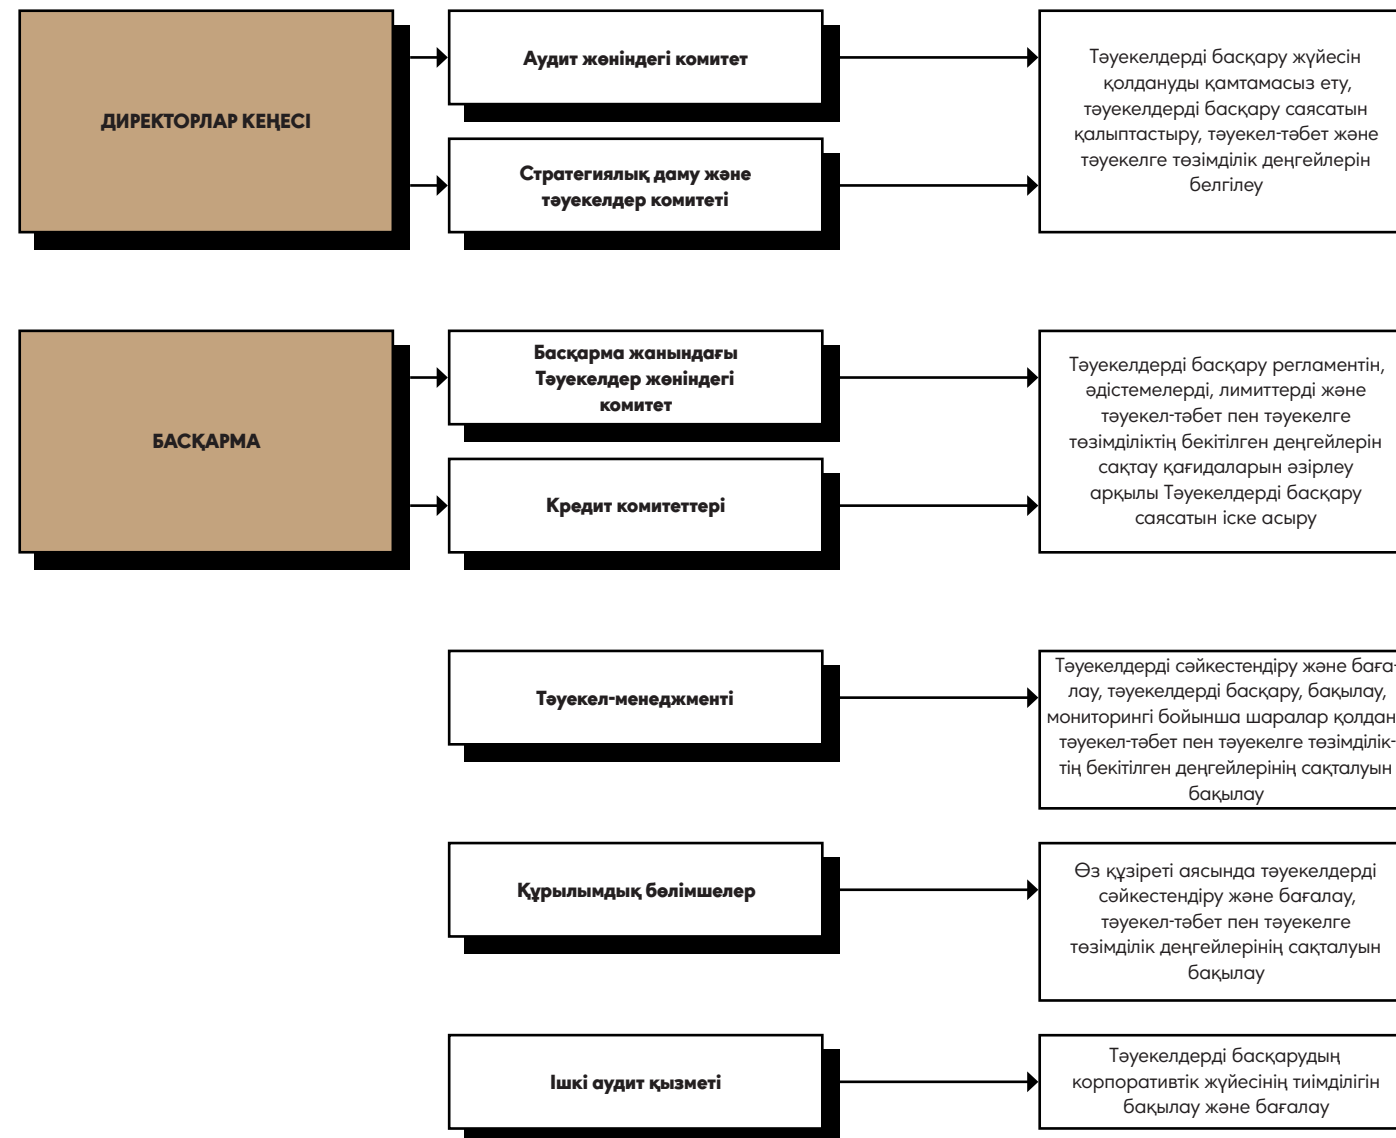 ДИРЕКТОРЛАР КЕҢЕСІ
Аудит жөніндегі комитет
Стратегиялық даму және
тәуекелдер комитеті
Тәуекелдерді басқару жүйесін
қолдануды қамтамасыз ету,
тәуекелдерді басқару саясатын
қалыптастыру, тәуекел-тәбет және
тәуекелге төзімділік деңгейлерін
белгілеу
БАСҚАРМА
Басқарма жанындағы
Тәуекелдер жөніндегі
комитет
Кредит комитеттері
Тәуекелдерді басқару регламентін,
әдістемелерді, лимиттерді және
тәуекел-тәбет пен тәуекелге
төзімділіктің бекітілген деңгейлерін
сақтау қағидаларын әзірлеу
арқылы Тәуекелдерді басқару
саясатын іске асыру
Тәуекел-менеджменті
Тәуекелдерді сәйкестендіру және баға-
лау, тәуекелдерді басқару, бақылау,
мониторингі бойынша шаралар қолдан
тәуекел-тәбет пен тәуекелге төзімділік-
тің бекітілген деңгейлерінің сақталуын
бақылау
Құрылымдық бөлімшелер
Өз құзіреті аясында тәуекелдерді
сәйкестендіру және бағалау,
тәуекел-тәбет пен тәуекелге
төзімділік деңгейлерінің сақталуын
бақылау
Ішкі аудит қызметі
Тәуекелдерді басқарудың
корпоративтік жүйесінің тиімділігін
бақылау және бағалау